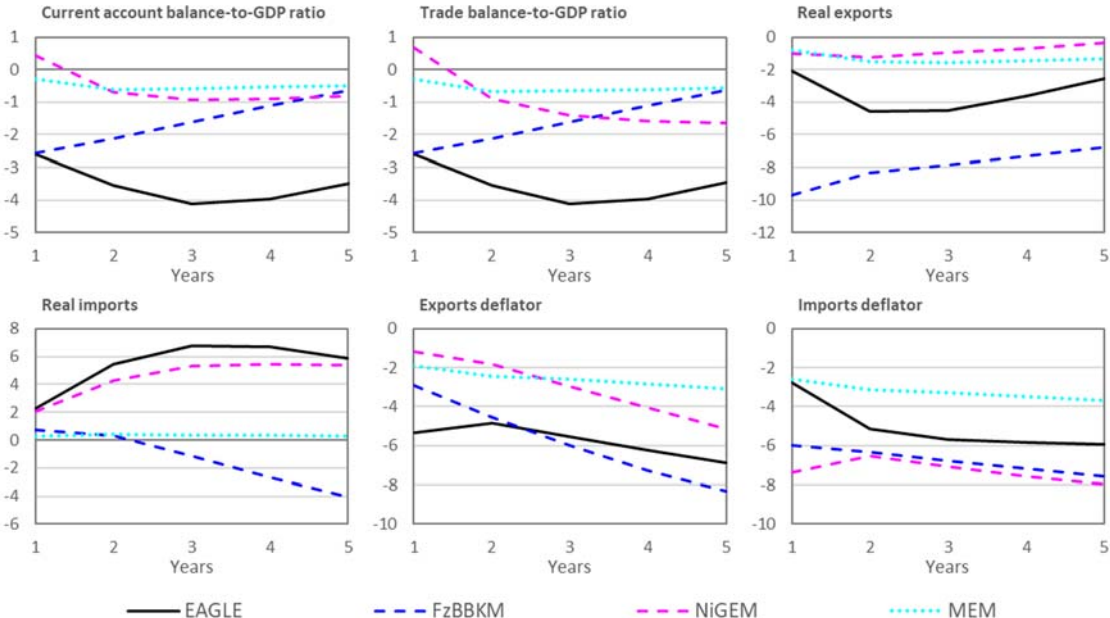 Current account balance-to-GDP ratio
1
0
-1
-2
-3
-4
-5
1 2 3 4 5
Years
Trade balance-to-GDP ratio
1
0
-1
-2
-3
-4
-5
1 2 3 4 5
Years
Real exports
0
-2
-4
-6
-8
-10
-12
1 2 3 4 5
Years
Real imports
8
6
4
2
0
-2
-4
-6
1 2 3 4 5
Years
Exports deflator
0
-2
-4
-6
-8
-10
1 2 3 4 5
Years
Imports deflator
0
-2
-4
-6
-8
-10
1 2 3 4 5
Years
EAGLE FzBBKM NiGEM MEM